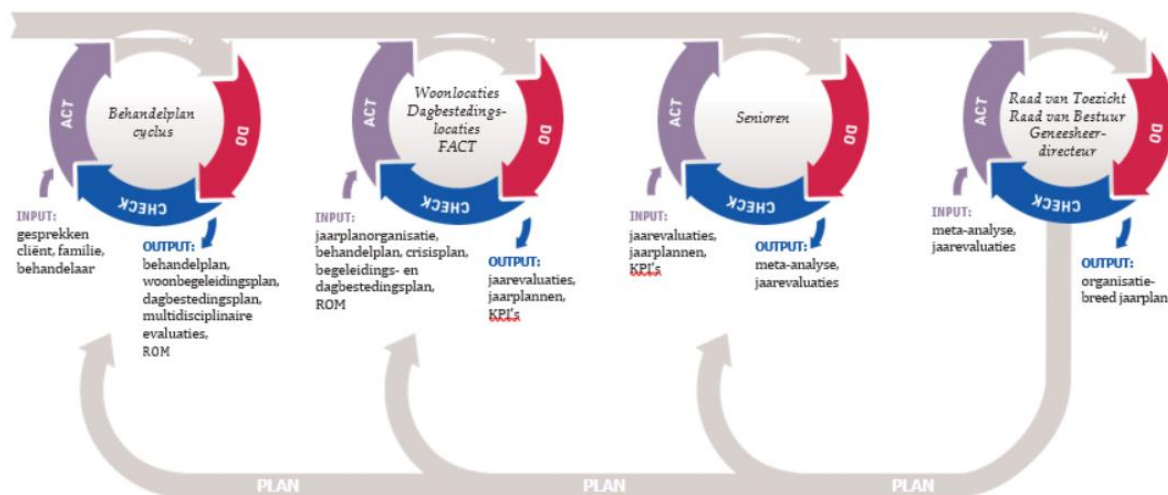 ACT
DO
CHECK
Behandelplan
cyclus
INPUT:
gesprekken
cliënt, familie,
behandelaar
OUTPUT:
behandelplan,
woonbegeleidingsplan,
dagbestedingsplan,
multidisciplinaire
evaluaties,
ROM
ACT
DO
CHECK
Woonlocaties
Dagbestedings-
locaties
FACT
INPUT:
jaarplanorganisatie,
behandelplan, crisisplan,
begeleidings- en
dagbestedingsplan,
ROM
OUTPUT:
jaarevaluaties,
jaarplannen,
KPI's
ACT
DO
CHECK
Senioren
INPUT:
jaarevaluaties,
jaarplannen,
KPI's
OUTPUT:
meta-analyse,
jaarevaluaties
ACT
DO
CHECK
Raad van Toezicht
Raad van Bestuur
Geneesheer-
directeur
INPUT:
meta-analyse,
jaarevaluaties
OUTPUT:
organisatie-
breed jaarplan
PLAN
PLAN
PLAN